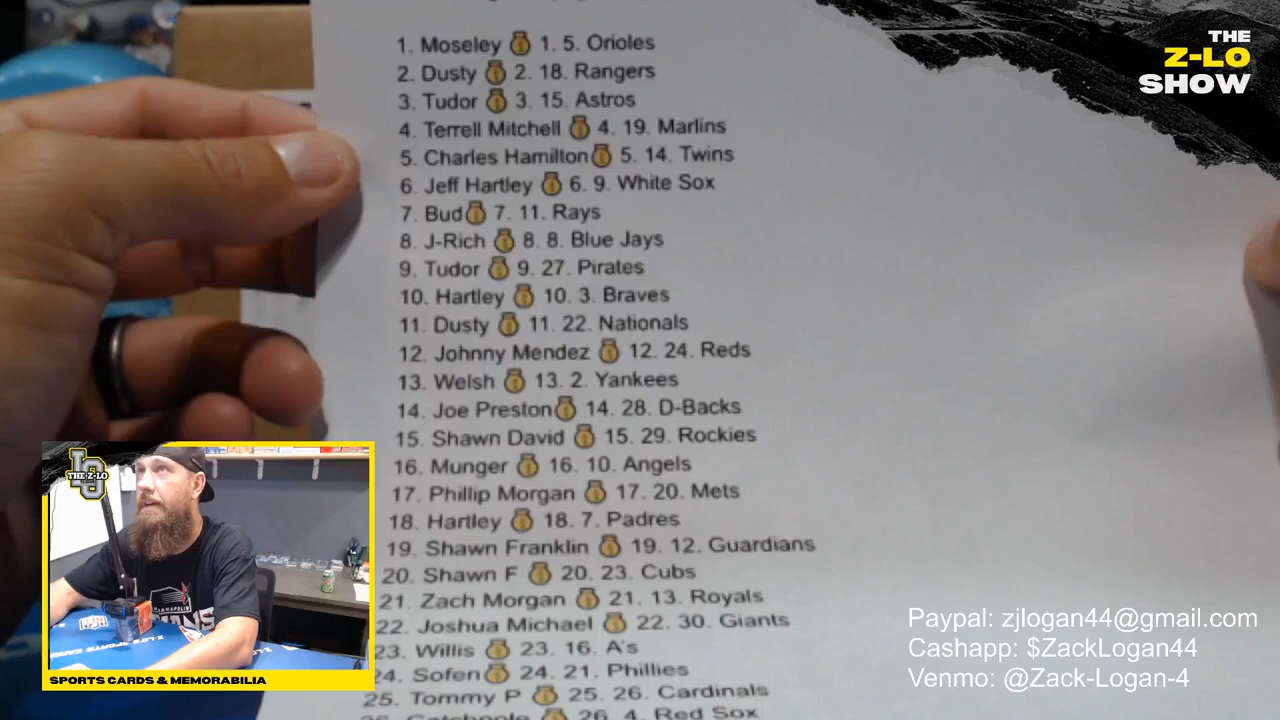 1. Moseley 💰 1. 5. Orioles
2. Dusty 💰 2. 18. Rangers
3. Tudor 💰 3. 15. Astros
4. Terrell Mitchell 💰 4. 19. Marlins
5. Charles Hamilton💰 5. 14. Twins
6. Jeff Hartley 💰 6. 9. White Sox
7. Bud💰 7. 11. Rays
8. J-Rich 💰 8. 8. Blue Jays
9. Tudor 💰 9. 27. Pirates
10. Hartley 💰 10. 3. Braves
11. Dusty 💰 11. 22. Nationals
12. Johnny Mendez 💰 12. 24. Reds
13. Welsh 💰 13. 2. Yankees
14. Joe Preston💰 14. 28. D-Backs
15. Shawn David 💰 15. 29. Rockies
16. Munger 💰 16. 10. Angels
17. Phillip Morgan 💰 17. 20. Mets
18. Hartley 💰 18. 7. Padres
19. Shawn Franklin 💰 19. 12. Guardians
20. Shawn F 💰 20. 23. Cubs
21. Zach Morgan 💰 21. 13. Royals
22. Joshua Michael 💰 22. 30. Giants
23. Willis 💰 23. 16. A's
24. Sofen💰 24. 21. Phillies
25. Tommy P 💰 25. 26. Cardinals
26. 💰 26. 4. Red Sox
THE
Z-LO
SHOW
THE Z-LO
SPORTS CARDS & MEMORABILIA
Paypal: zjlogan44@gmail.com
Cashapp: $ZackLogan44
Venmo: @Zack-Logan-4